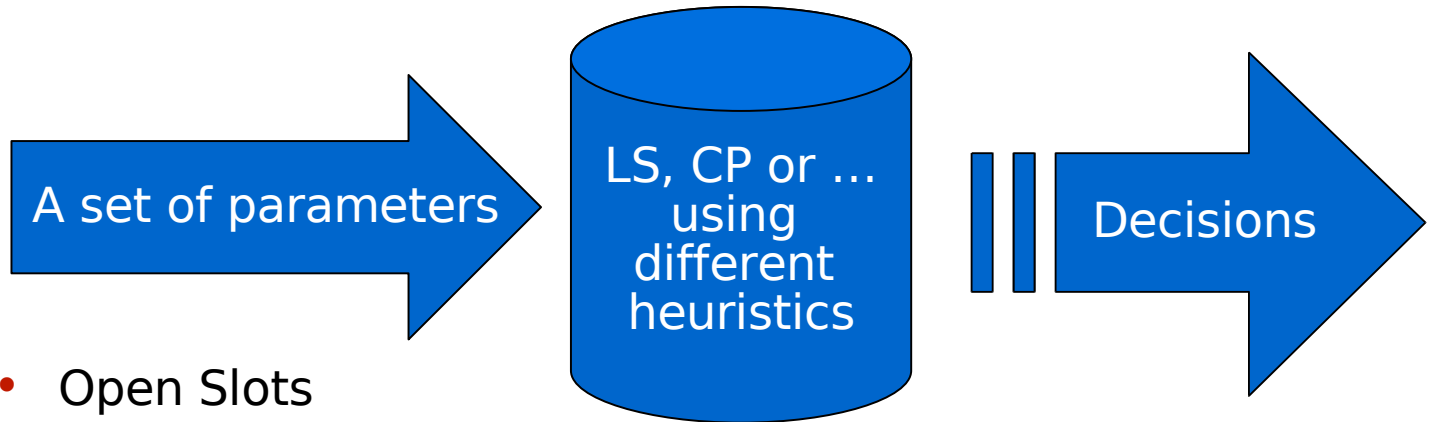 A set of parameters
LS, CP or ...
using
different
heuristics
Decisions
• Open Slots